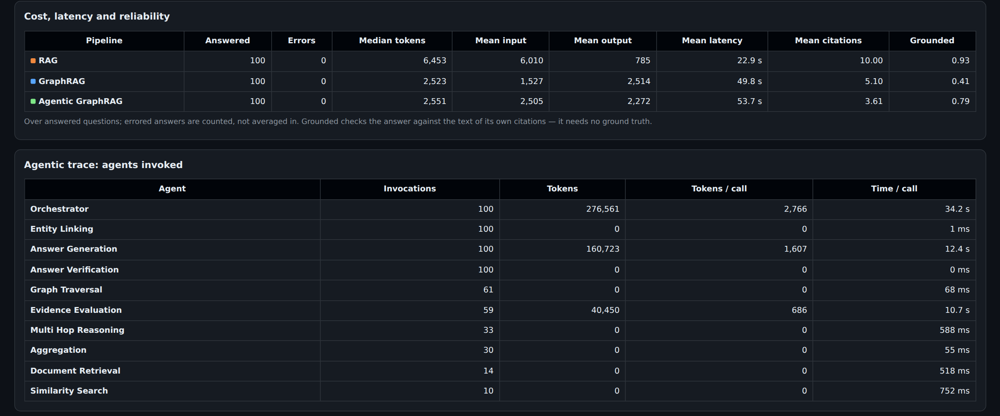 Cost, latency and reliability
Pipeline Answered Errors Median tokens Mean input Mean output Mean latency Mean citations Grounded
RAG 100 0 6,453 6,010 785 22.9 s 10.00 0.93
GraphRAG 100 0 2,523 1,527 2,514 49.8 s 5.10 0.41
Agentic GraphRAG 100 0 2,551 2,505 2,272 53.7 s 3.61 0.79
Over answered questions; errored answers are counted, not averaged in. Grounded checks the answer against the text of its own citations — it needs no ground truth.
Agentic trace: agents invoked
Agent Invocations Tokens Tokens / call Time / call
Orchestrator 100 276,561 2,766 34.2 s
Entity Linking 100 0 0 1 ms
Answer Generation 100 160,723 1,607 12.4 s
Answer Verification 100 0 0 0 ms
Graph Traversal 61 0 0 68 ms
Evidence Evaluation 59 40,450 686 10.7 s
Multi Hop Reasoning 33 0 0 588 ms
Aggregation 30 0 0 55 ms
Document Retrieval 14 0 0 518 ms
Similarity Search 10 0 0 752 ms